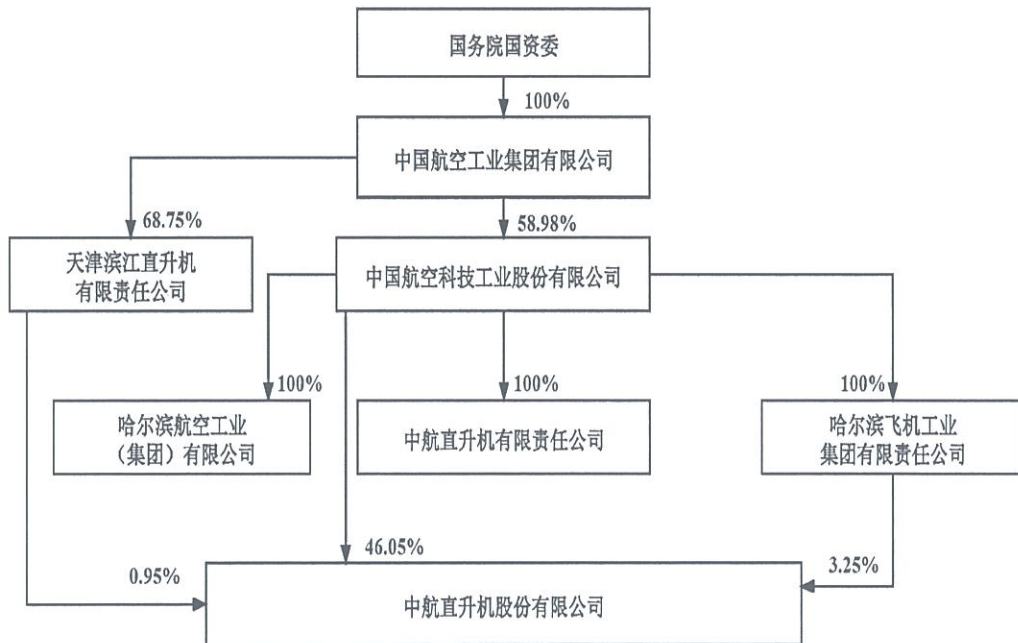 国务院国资委
100%
中国航空工业集团有限公司
68.75%
58.98%
天津滨江直升机
有限责任公司
中国航空科技工业股份有限公司
100%
100%
100%
哈尔滨航空工业
（集团）有限公司
中航直升机有限责任公司
哈尔滨飞机工业
集团有限责任公司
46.05%
0.95%
3.25%
中航直升机股份有限公司